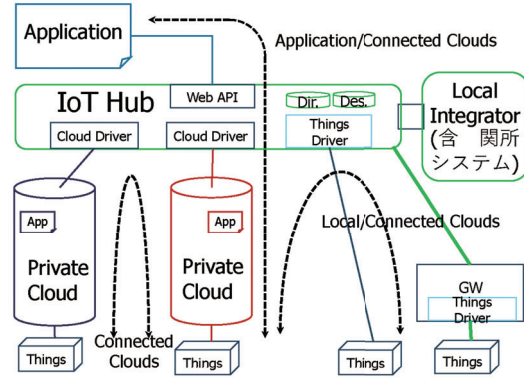 Application
Application/Connected Clouds
IoT Hub
Web API
Dir.
Des.
Local
Integrator
(含 関所
システム)
Cloud Driver
Cloud Driver
Things
Driver
App
App
Local/Connected Clouds
Private
Cloud
Private
Cloud
GW
Things
Driver
Connected
Clouds
Things
Things
Things
Things